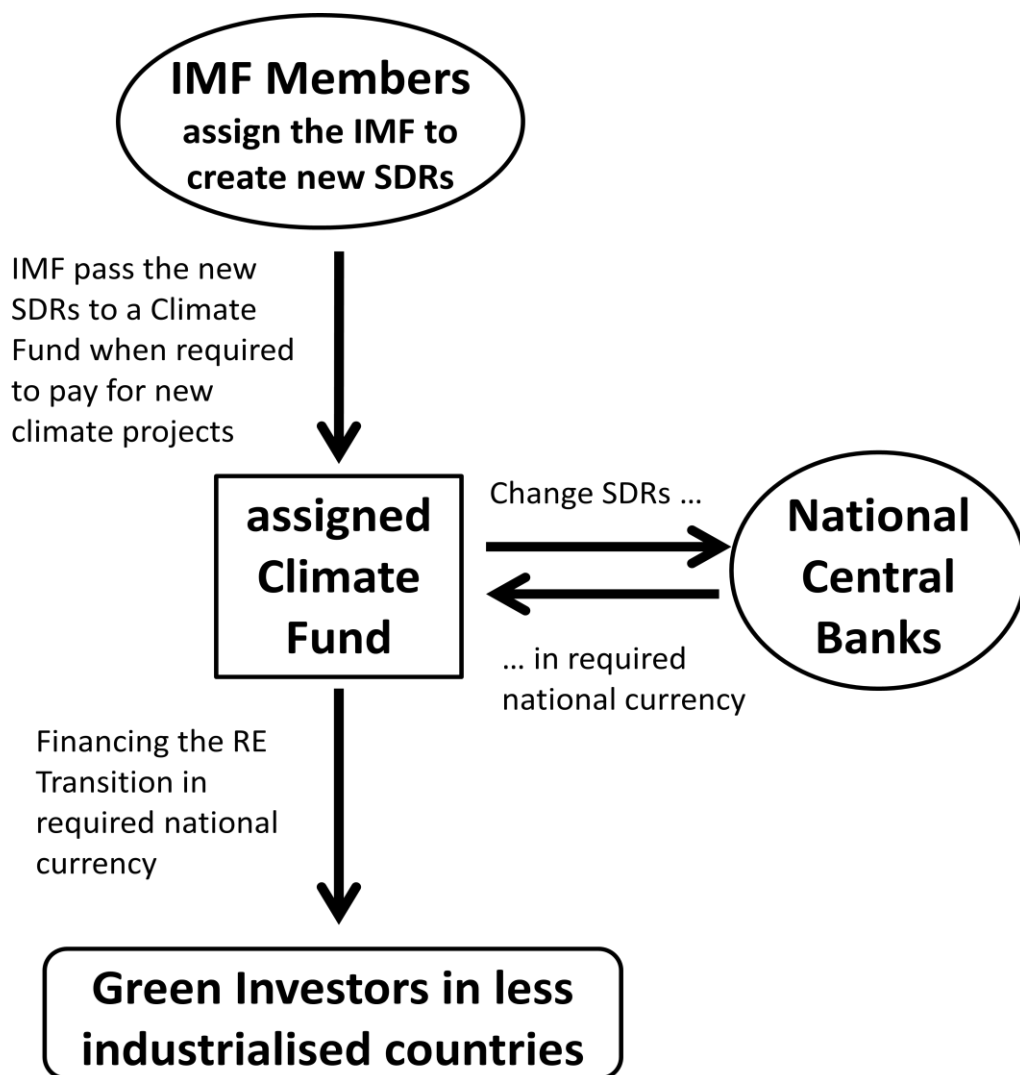 IMF Members
assign the IMF to
create new SDRs
IMF pass the new
SDRs to a Climate
Fund when required
to pay for new
climate projects
assigned
Climate
Fund
Change SDRs ...
National
Central
Banks
... in required
national currency
Financing the RE
Transition in
required national
currency
Green Investors in less
industrialised countries